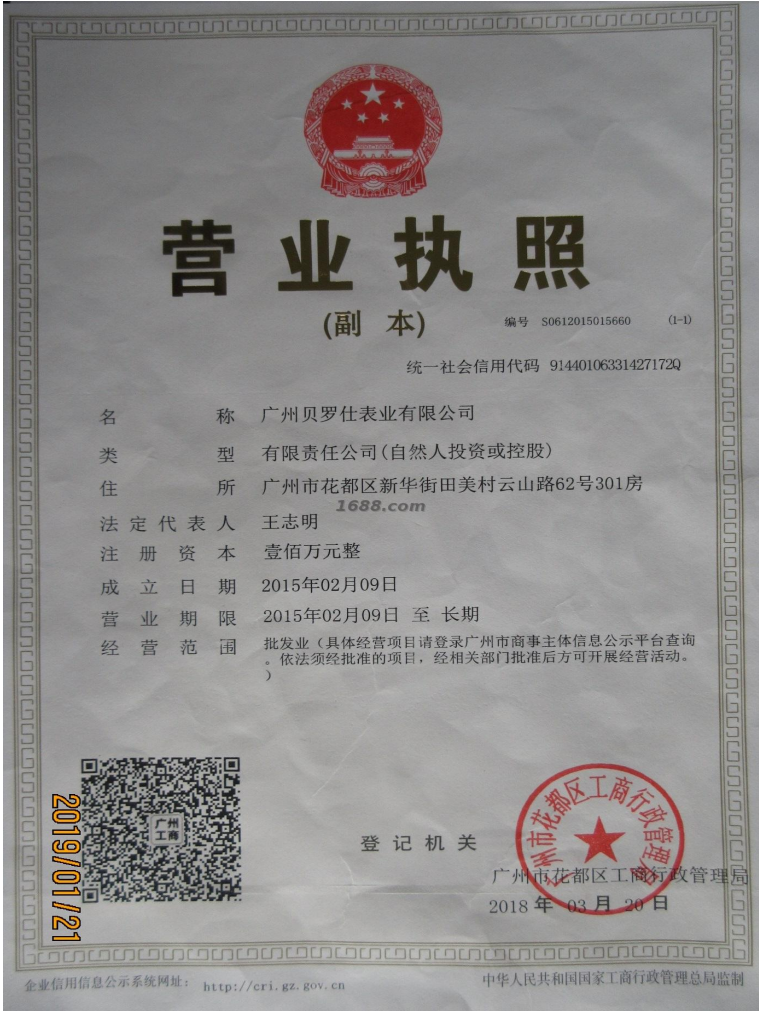 营业执照
(副 本)
编号 S0612015015660 (1-1)
统一社会信用代码 91440106331427172Q
名称 广州贝罗仕表业有限公司
类型 有限责任公司(自然人投资或控股)
住所 广州市花都区新华街田美村云山路62号301房
1688.com
法定代表人 王志明
注册资本 壹佰万元整
成立日期 2015年02月09日
营业期限 2015年02月09日 至 长期
经营范围 批发业（具体经营项目请登录广州市商事主体信息公示平台查询
。依法须经批准的项目，经相关部门批准后方可开展经营活动。
）
广州
工商
2019/01/21
登记机关
广州市花都区工商行政管理局
广州市花都区工商行政管理局
2018 年 03 月 20 日
企业信用信息公示系统网址： http://cri.gz.gov.cn
中华人民共和国国家工商行政管理总局监制